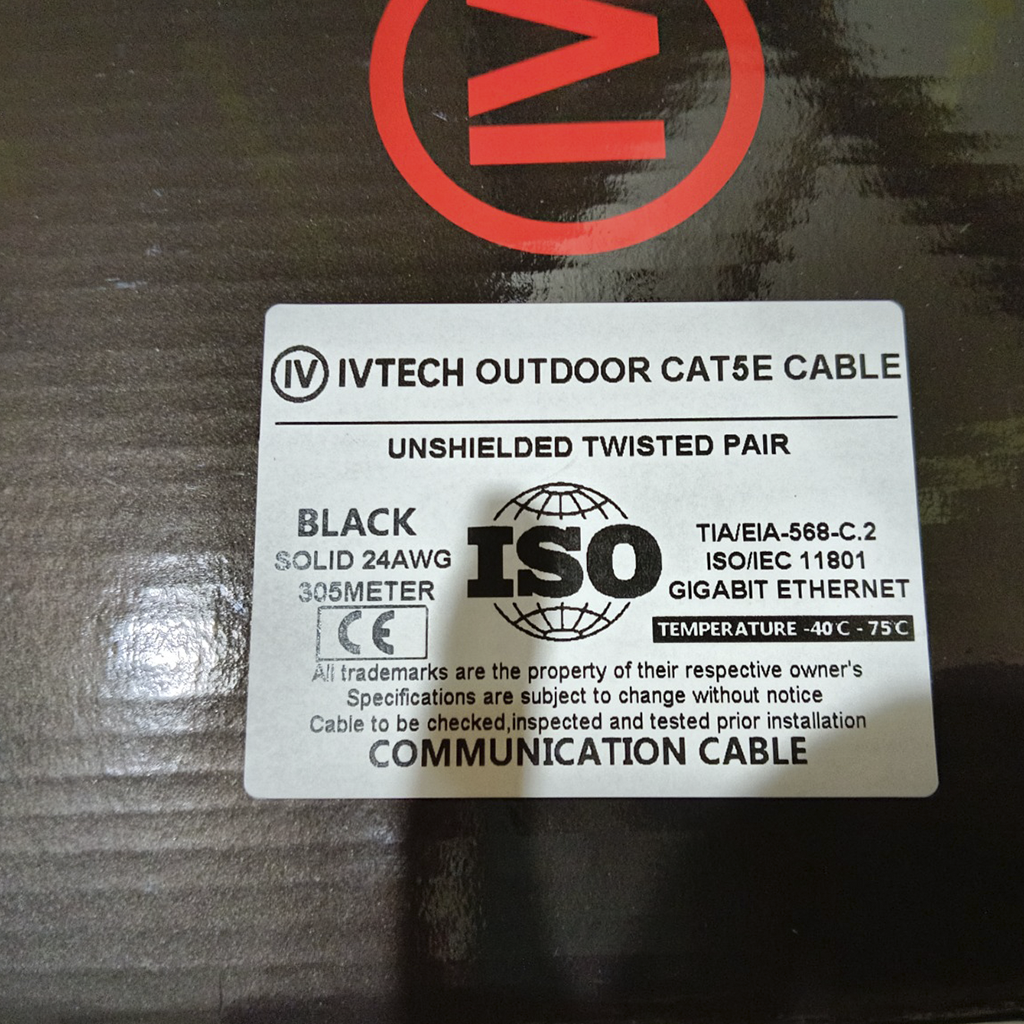 IV
IV IVTECH OUTDOOR CAT5E CABLE
UNSHIELDED TWISTED PAIR
BLACK
SOLID 24AWG
305METER
CE
ISO
TIA/EIA-568-C.2
ISO/IEC 11801
GIGABIT ETHERNET
TEMPERATURE -40℃ - 75℃
All trademarks are the property of their respective owner's
Specifications are subject to change without notice
Cable to be checked,inspected and tested prior installation
COMMUNICATION CABLE